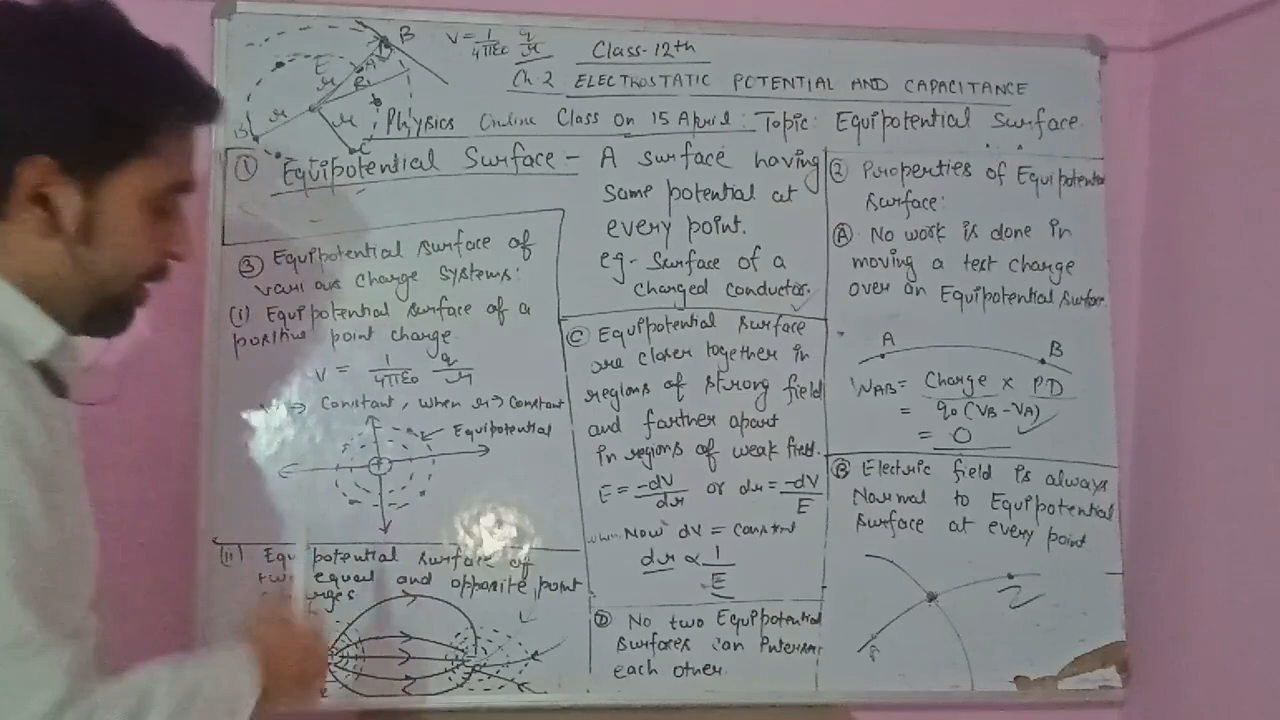 V = 1/4πε₀ q/r
Class-12th
Ch.2 ELECTROSTATIC POTENTIAL AND CAPACITANCE
Physics Online Class on 15 April: Topic: Equipotential Surface
B
A
E
r
R₁
r
r
B
C
① Equipotential Surface - A surface having
same potential at
every point.
eg- Surface of a
charged conductor.
② Properties of Equipotential
Surface:
Ⓐ No work is done in
moving a test charge
over an Equipotential Surface.
A B
W_AB = Charge × PD
= q₀ (V_B - V_A)
= 0
Ⓑ Electric field is always
Normal to Equipotential
Surface at every point
Ⓒ Equipotential Surface
are closer together in
regions of strong field
and farther apart
in regions of weak field.
E = -dV/dr or dr = -dV/E
Now dV = constant
dr ∝ 1/E
Ⓓ No two Equipotential
Surfaces can intersect
each other.
③ Equipotential Surface of
various charge systems:
(i) Equipotential Surface of a
positive point charge.
V = 1/4πε₀ q/r
⇒ Constant, when r → constant
Equipotential
+
(ii) Equipotential Surface of
two equal and opposite point